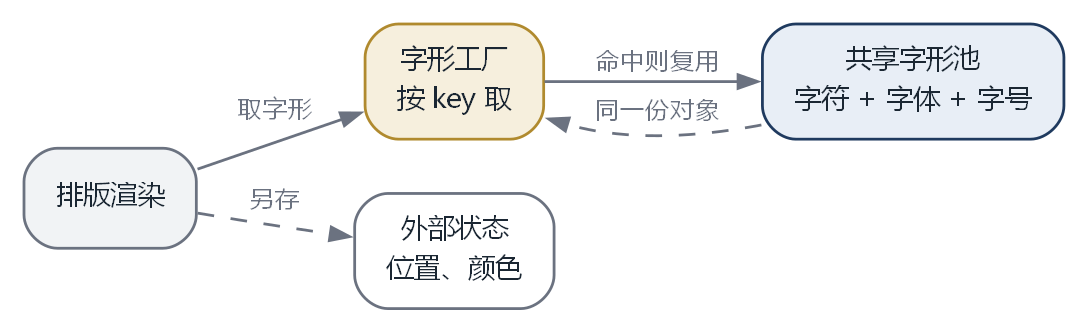 字形工厂
按 key 取
命中则复用
共享字形池
字符 + 字体 + 字号
同一份对象
取字形
排版渲染
另存
外部状态
位置、颜色